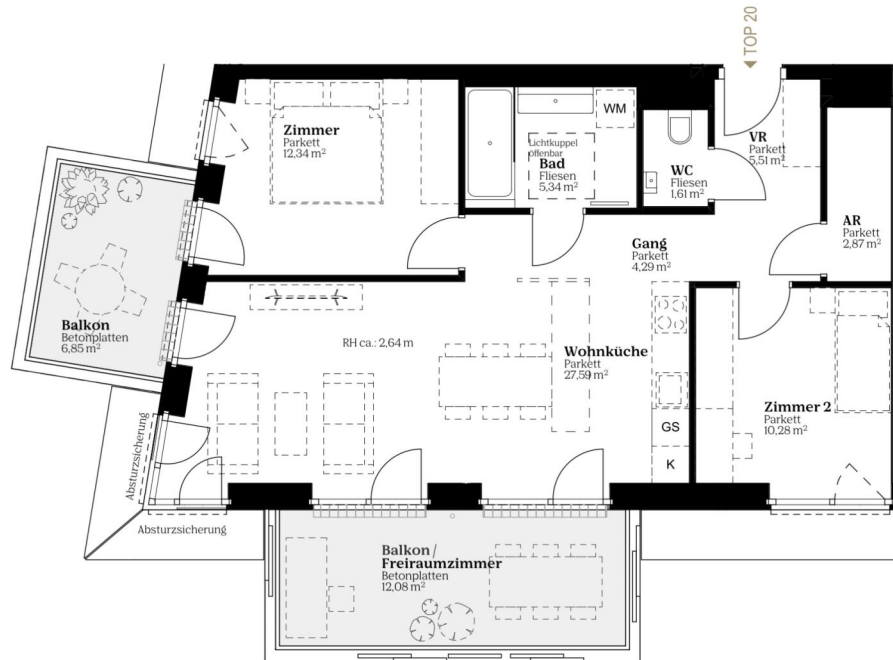 TOP 20
Zimmer
Parkett
12,34 m²
Lichtkuppel
öffenbar
Bad
Fliesen
5,34 m²
WM
WC
Fliesen
1,61 m²
VR
Parkett
5,51 m²
AR
Parkett
2,87 m²
Gang
Parkett
4,29 m²
Balkon
Betonplatten
6,85 m²
RH ca.: 2,64 m
Wohnküche
Parkett
27,59 m²
GS
K
Zimmer 2
Parkett
10,28 m²
Absturzsicherung
Absturzsicherung
Balkon /
Freiraumzimmer
Betonplatten
12,08 m²